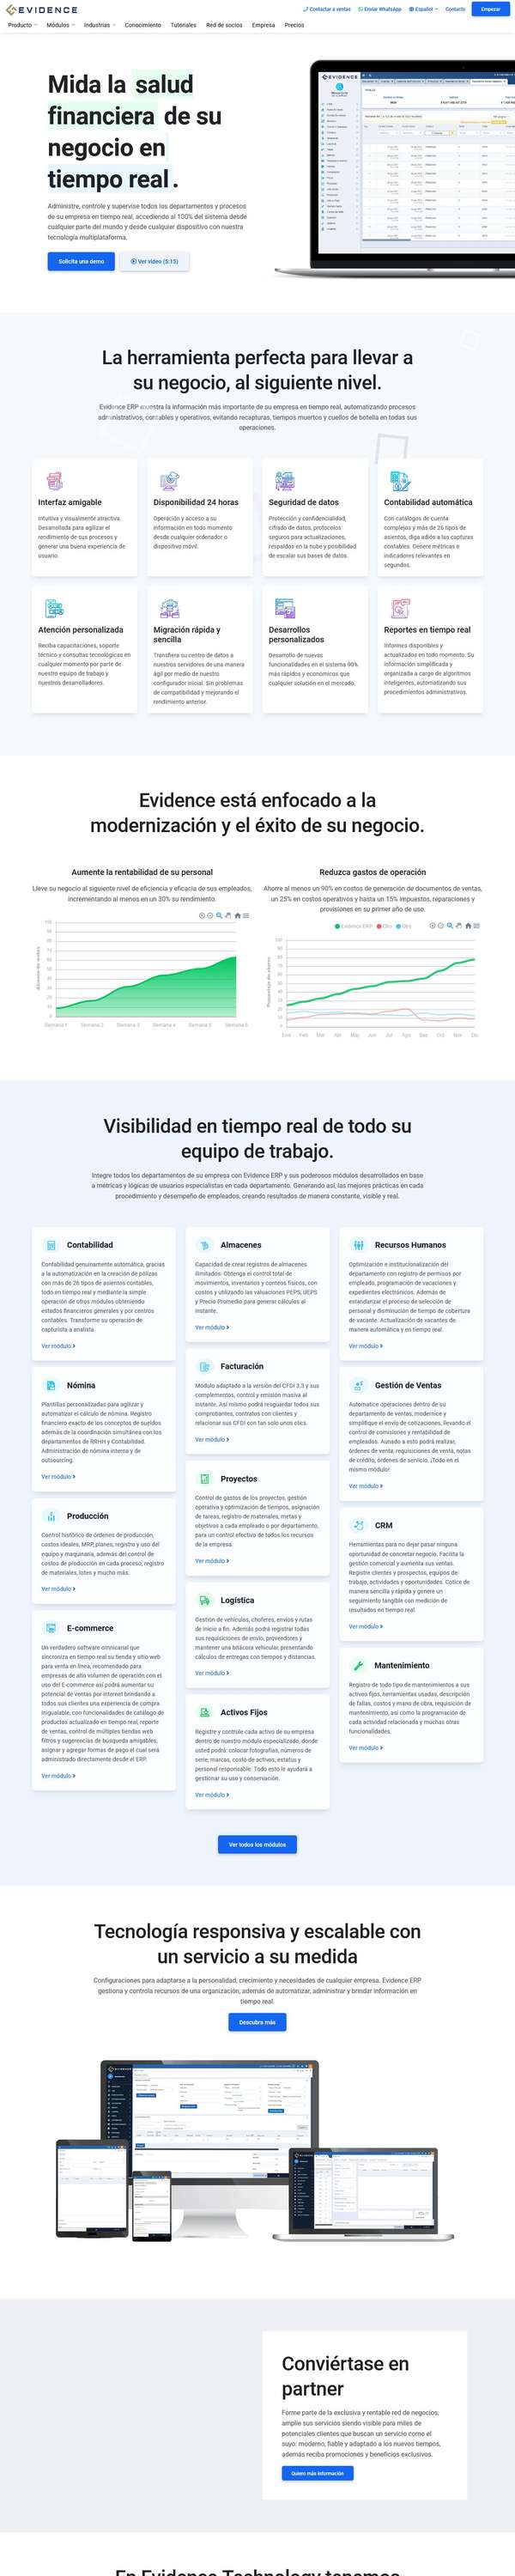 EVIDENCE
Contactar a ventas
Enviar WhatsApp
Español
Contacto
Empezar
Producto
Módulos
Industrias
Conocimiento
Tutoriales
Red de socios
Empresa
Precios
Mida la salud
financiera de su
negocio en
tiempo real.
Administre, controle y supervise todos los departamentos y procesos
de su empresa en tiempo real, accediendo al 100% del sistema desde
cualquier parte del mundo y desde cualquier dispositivo con nuestra
tecnología multiplataforma.
Solicita una demo
Ver video (5:15)
EVIDENCE
La herramienta perfecta para llevar a
su negocio, al siguiente nivel.
Evidence ERP muestra la información más importante de su empresa en tiempo real, automatizando procesos
administrativos, contables y operativos, evitando recapturas, tiempos muertos y cuellos de botella en todas sus
operaciones.
Interfaz amigable
Intuitiva y visualmente atractiva.
Desarrollada para agilizar el
rendimiento de sus procesos y
generar una buena experiencia de
usuario.
Disponibilidad 24 horas
Operación y acceso a su
información en todo momento
desde cualquier ordenador o
dispositivo móvil.
Seguridad de datos
Protección y confidencialidad,
cifrado de datos, protocolos
seguros para actualizaciones,
respaldos en la nube y posibilidad
de escalar sus bases de datos.
Contabilidad automática
Con catálogos de cuenta
complejos y más de 26 tipos de
asientos, diga adiós a las capturas
contables. Genere métricas e
indicadores relevantes en
segundos.
Atención personalizada
Reciba capacitaciones, soporte
técnico y consultas tecnológicas en
cualquier momento por parte de
nuestro equipo de trabajo y
nuestros desarrolladores.
Migración rápida y
sencilla
Transfiera su centro de datos a
nuestros servidores de una manera
ágil por medio de nuestro
configurador inicial. Sin problemas
de compatibilidad y mejorando el
rendimiento anterior.
Desarrollos
personalizados
Desarrollo de nuevas
funcionalidades en el sistema 90%
más rápidos y económicos que
cualquier solución en el mercado.
Reportes en tiempo real
Informes disponibles y
actualizados en todo momento. Su
información simplificada y
organizada a cargo de algoritmos
inteligentes, automatizando sus
procedimientos administrativos.
Evidence está enfocado a la
modernización y el éxito de su negocio.
Aumente la rentabilidad de su personal
Lleve su negocio al siguiente nivel de eficiencia y eficacia de sus empleados,
incrementando al menos en un 30% su rendimiento.
100
90
80
70
60
50
40
30
20
10
0
Semana 1
Semana 2
Semana 3
Semana 4
Semana 5
Semana 6
Reduzca gastos de operación
Ahorre al menos un 90% en costos de generación de documentos de ventas,
un 25% en costos operativos y hasta un 15% en impuestos, reparaciones y
provisiones en su primer año de uso.
Evidence ERP
Otro
Otro
Porcentaje de ahorro
100
90
80
70
60
50
40
30
20
10
0
Ene
Feb
Mar
Abr
May
Jun
Jul
Ago
Sep
Oct
Nov
Dic
Visibilidad en tiempo real de todo su
equipo de trabajo.
Integre todos los departamentos de su empresa con Evidence ERP y sus poderosos módulos desarrollados en base
a métricas y lógicas de usuarios especialistas en cada departamento. Generando así, las mejores prácticas en cada
procedimiento y desempeño de empleados, creando resultados de manera constante, visible y real.
Contabilidad
Contabilidad genuinamente automática, gracias
a la automatización en la creación de pólizas
con más de 26 tipos de asientos contables,
todo en tiempo real y mediante la simple
operación de otros módulos obteniendo
estados financieros generales y por centros
contables. Transforme su operación de
capturista a analista.
Ver módulo
Nómina
Plantillas personalizadas para agilizar y
automatizar el cálculo de nómina. Registro
financiero exacto de los conceptos de sueldos
además de la coordinación simultánea con los
departamentos de RRHH y Contabilidad.
Administración de nómina interna y de
outsourcing.
Ver módulo
Producción
Control histórico de órdenes de producción,
costos ideales, MRP, planes, registro y uso del
equipo y maquinaria, además del control de
costos de producción en cada proceso; registro
de materiales, lotes y mucho más.
Ver módulo
E-commerce
Un verdadero software omnicanal que
sincroniza en tiempo real su tienda y sitio web
para venta en línea, recomendado para
empresas de alto volumen de operación con el
uso del E-commerce así podrá aumentar su
potencial de ventas por internet brindando a
todos sus clientes una experiencia de compra
inigualable, con funcionalidades de catálogo de
productos actualizado en tiempo real, reporte
de ventas, control de múltiples tiendas web
filtros y sugerencias de búsqueda amigables,
asignar y agregar formas de pago el cual será
administrado directamente desde el ERP.
Ver módulo
Almacenes
Capacidad de crear registros de almacenes
ilimitados. Obtenga el control total de
movimientos, inventarios y conteos físicos, con
costos y utilizando las valuaciones PEPS, UEPS
y Precio Promedio para generar cálculos al
instante.
Ver módulo
Facturación
Módulo adaptado a la versión del CFDI 3.3 y sus
complementos, control y emisión masiva al
instante. Así mismo podrá resguardar todos sus
comprobantes, contratos con clientes y
relacionar sus CFDI con tan solo unos clics.
Ver módulo
Proyectos
Control de gastos de los proyectos, gestión
operativa y optimización de tiempos, asignación
de tareas, registro de materiales, metas y
objetivos a cada empleado o por departamento,
para un control efectivo de todos los recursos
de la empresa.
Ver módulo
Logística
Gestión de vehículos, choferes, envíos y rutas
de inicio a fin. Además podrá registrar todas
sus requisiciones de envío, proveedores y
mantener una bitácora vehicular, presentando
cálculos de entregas con tiempos y distancias.
Ver módulo
Activos Fijos
Registre y controle cada activo de su empresa
dentro de nuestro módulo especializado, donde
usted podrá: colocar fotografías, números de
serie, marcas, costo de activos, estatus y
personal responsable. Todo esto le ayudará a
gestionar su uso y conservación.
Ver módulo
Recursos Humanos
Optimización e institucionalización del
departamento con registro de permisos por
empleado, programación de vacaciones y
expedientes electrónicos. Además de
estandarizar el proceso de selección de
personal y disminución de tiempo de cobertura
de vacante. Actualización de vacantes de
manera automática y en tiempo real.
Ver módulo
Gestión de Ventas
Automatice operaciones dentro de su
departamento de ventas, modernice y
simplifique el envío de cotizaciones, llevando el
control de comisiones y rentabilidad de
empleados. Aunado a esto podrá realizar,
órdenes de venta, requisiciones de venta, notas
de crédito, órdenes de servicio. ¡Todo en el
mismo módulor!
Ver módulo
CRM
Herramientas para no dejar pasar ninguna
oportunidad de concretar negocio. Facilita la
gestión comercial y aumenta sus ventas.
Registre clientes y prospectos, equipos de
trabajo, actividades y oportunidades. Cotice de
manera sencilla y rápida y genere un
seguimiento tangible con medición de
resultados en tiempo real.
Ver módulo
Mantenimiento
Registro de todo tipo de mantenimientos a sus
activos fijos, herramientas usadas, descripción
de fallas, costos y mano de obra, requisición de
mantenimiento, así como la programación de
cada actividad relacionada y muchas otras
funcionalidades.
Ver módulo
Ver todos los módulos
Tecnología responsiva y escalable con
un servicio a su medida
Configuraciones para adaptarse a la personalidad, crecimiento y necesidades de cualquier empresa. Evidence ERP
gestiona y controla recursos de una organización, además de automatizar, administrar y brindar información en
tiempo real.
Descubra más
Conviértase en
partner
Forme parte de la exclusiva y rentable red de negocios,
amplíe sus servicios siendo visible para miles de
potenciales clientes que buscan un servicio como el
suyo: moderno, fiable y adaptado a los nuevos tiempos,
además reciba promociones y beneficios exclusivos.
Quiero más información
En Evidence Technology tenemos